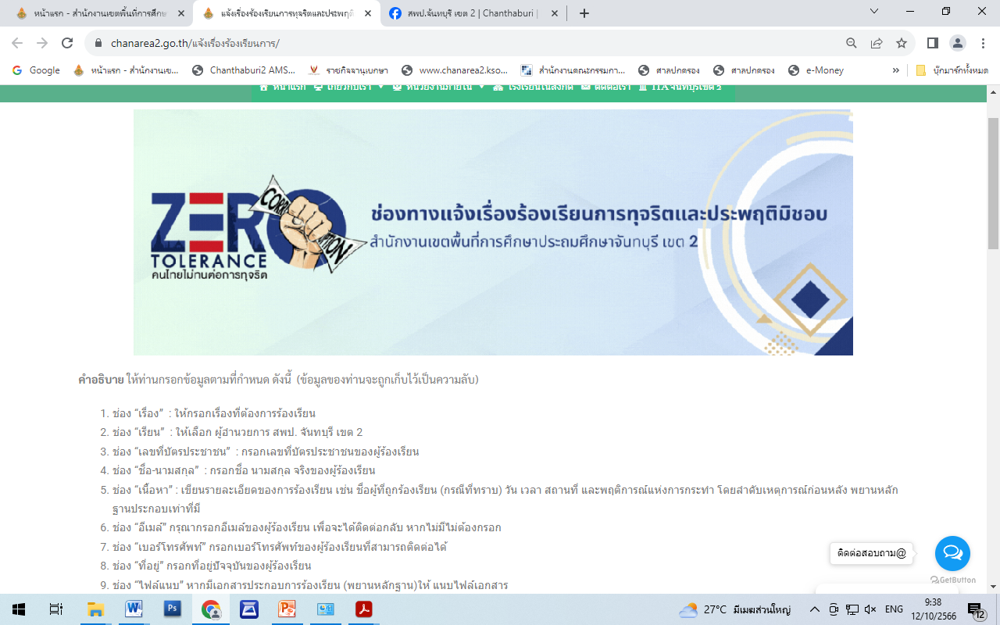 หน้าแรก - สำนักงานเขตพื้นที่การศึกษ
แจ้งเรื่องร้องเรียนการทุจริตและประพฤติ
สพป.จันทบุรี เขต 2 | Chanthaburi |
chanarea2.go.th/แจ้งเรื่องร้องเรียนการ/
Google หน้าแรก - สำนักงานเข... Chanthaburi2 AMS... ราชกิจจานุเบกษา www.chanarea2.kso... สำนักงานคณะกรรมกา... ศาลปกครอง ศาลปกครอง e-Money » บุ๊กมาร์กทั้งหมด
หน้าแรก เกี่ยวกับเรา หน่วยงานภายใน โรงเรียนในสังกัด ติดต่อเรา ITA จันทบุรีเขต 2
ZERO
CORRUPTION
TOLERANCE
คนไทยไม่ทนต่อการทุจริต
ช่องทางแจ้งเรื่องร้องเรียนการทุจริตและประพฤติมิชอบ
สำนักงานเขตพื้นที่การศึกษาประถมศึกษาจันทบุรี เขต 2
คำอธิบาย ให้ท่านกรอกข้อมูลตามที่กำหนด ดังนี้ (ข้อมูลของท่านจะถูกเก็บไว้เป็นความลับ)
1. ช่อง “เรื่อง” : ให้กรอกเรื่องที่ต้องการร้องเรียน
2. ช่อง “เรียน” : ให้เลือก ผู้อำนวยการ สพป. จันทบุรี เขต 2
3. ช่อง “เลขที่บัตรประชาชน” : กรอกเลขที่บัตรประชาชนของผู้ร้องเรียน
4. ช่อง “ชื่อ-นามสกุล” : กรอกชื่อ นามสกุล จริงของผู้ร้องเรียน
5. ช่อง “เนื้อหา” : เขียนรายละเอียดของการร้องเรียน เช่น ชื่อผู้ที่ถูกร้องเรียน (กรณีที่ทราบ) วัน เวลา สถานที่ และพฤติการณ์แห่งการกระทำ โดยลำดับเหตุการณ์ก่อนหลัง พยานหลัก
ฐานประกอบเท่าที่มี
6. ช่อง “อีเมล์” กรุณากรอกอีเมล์ของผู้ร้องเรียน เพื่อจะได้ติดต่อกลับ หากไม่มีไม่ต้องกรอก
7. ช่อง “เบอร์โทรศัพท์” กรอกเบอร์โทรศัพท์ของผู้ร้องเรียนที่สามารถติดต่อได้
8. ช่อง “ที่อยู่” กรอกที่อยู่ปัจจุบันของผู้ร้องเรียน
9. ช่อง “ไฟล์แนบ” หากมีเอกสารประกอบการร้องเรียน (พยานหลักฐาน)ให้ แนบไฟล์เอกสาร
ติดต่อสอบถาม@
GetButton
27°C มีเมฆส่วนใหญ่
ENG
9:38
12/10/2566
12